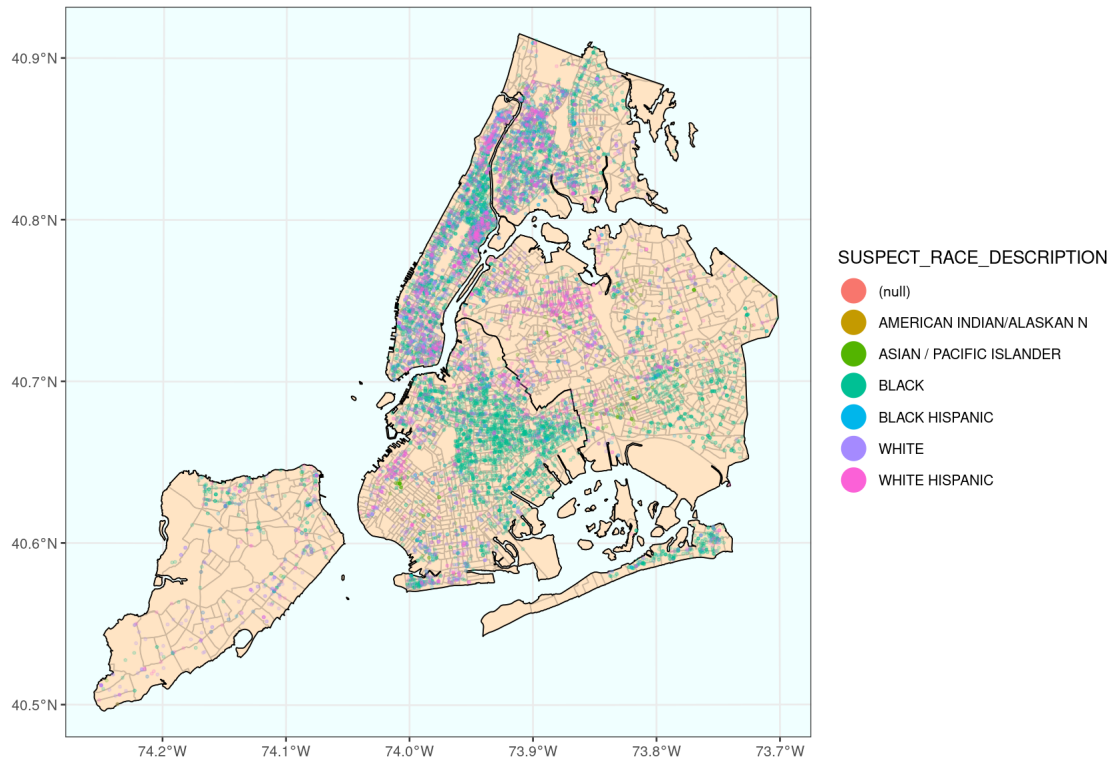 40.9°N
40.8°N
40.7°N
40.6°N
40.5°N
74.2°W 74.1°W 74.0°W 73.9°W 73.8°W 73.7°W
SUSPECT_RACE_DESCRIPTION
(null)
AMERICAN INDIAN/ALASKAN N
ASIAN / PACIFIC ISLANDER
BLACK
BLACK HISPANIC
WHITE
WHITE HISPANIC